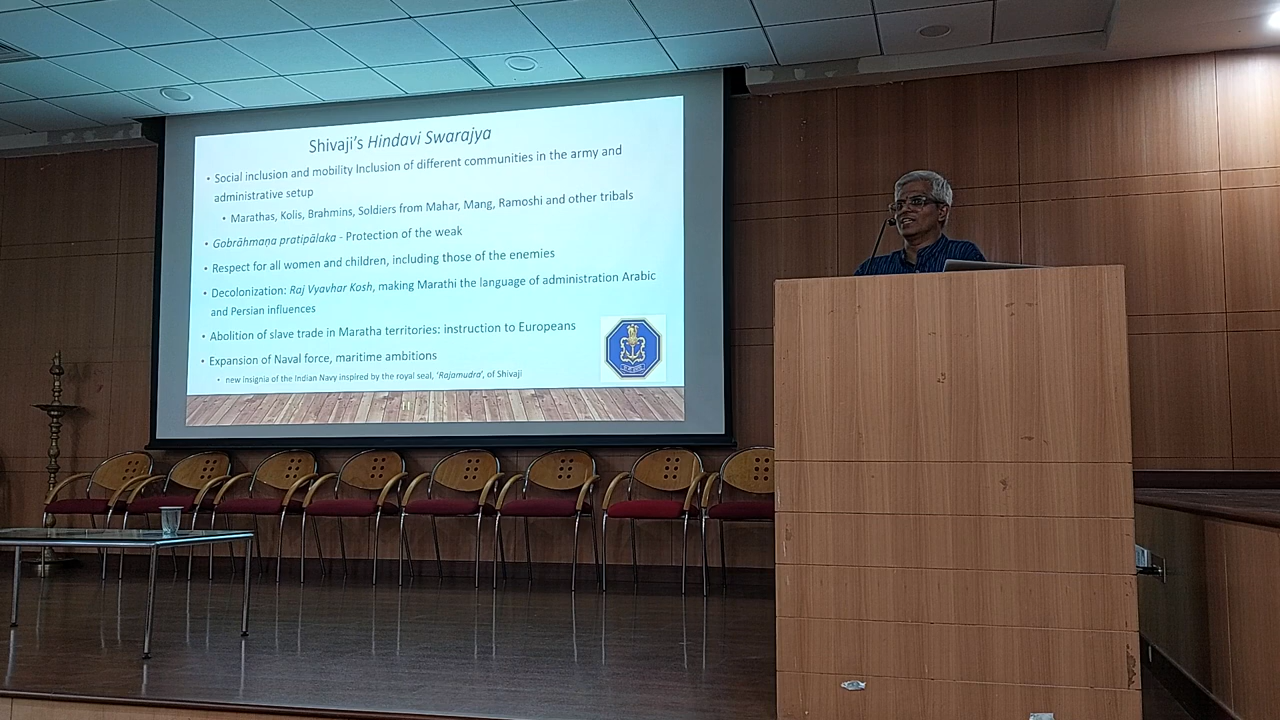 Shivaji's Hindavi Swarajya
• Social inclusion and mobility Inclusion of different communities in the army and
administrative setup
• Marathas, Kolis, Brahmins, Soldiers from Mahar, Mang, Ramoshi and other tribals
• Gobrāhmaṇa pratipālaka - Protection of the weak
• Respect for all women and children, including those of the enemies
• Decolonization: Raj Vyavhar Kosh, making Marathi the language of administration Arabic
and Persian influences
• Abolition of slave trade in Maratha territories: instruction to Europeans
• Expansion of Naval force, maritime ambitions
• new insignia of the Indian Navy inspired by the royal seal, 'Rajamudra', of Shivaji